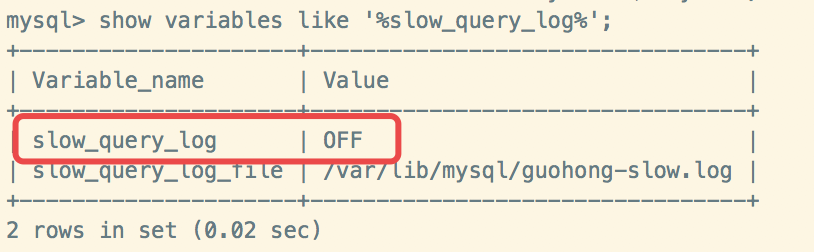 mysql> show variables like '%slow_query_log%';
+---------------------+-------------------------------+
| Variable_name       | Value                         |
+---------------------+-------------------------------+
| slow_query_log      | OFF                           |
| slow_query_log_file | /var/lib/mysql/guohong-slow.log |
+---------------------+-------------------------------+
2 rows in set (0.02 sec)